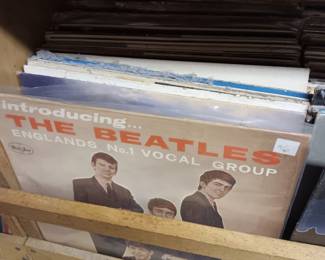 introducing...
THE BEATLES
ENGLANDS No.1 VOCAL GROUP